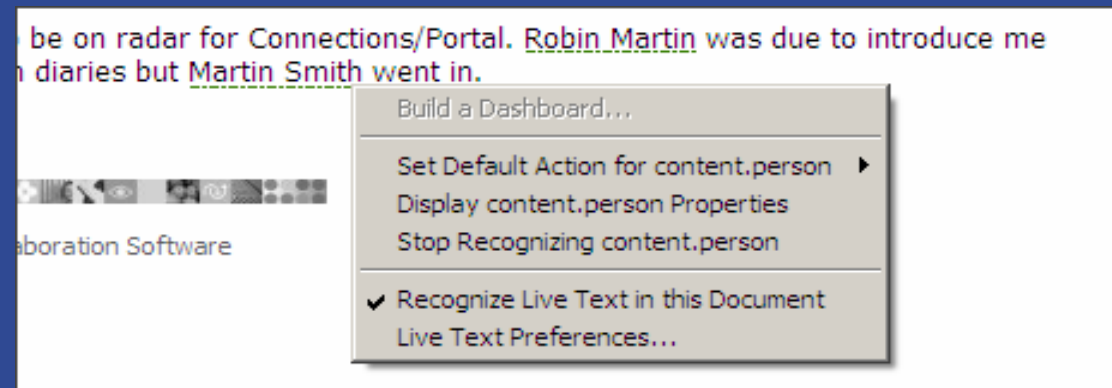 be on radar for Connections/Portal. Robin Martin was due to introduce me
diaries but Martin Smith went in.
Build a Dashboard...
Set Default Action for content.person
Display content.person Properties
Stop Recognizing content.person
aboration Software
Recognize Live Text in this Document
Live Text Preferences...